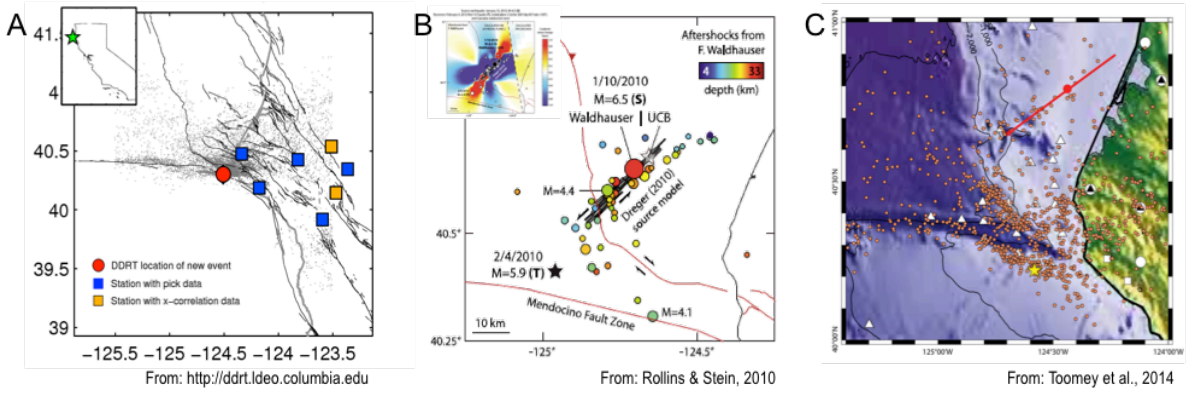 A
41.5
41
40.5
40
39.5
39
−125.5 −125 −124.5 −124 −123.5
DDRT location of new event
Station with pick data
Station with x−correlation data
From: http://ddrt.ldeo.columbia.edu
B
Aftershocks from
F. Waldhauser
4 33
depth (km)
1/10/2010
M=6.5 (S)
Waldhauser | UCB
M=4.4
Dreger (2010)
source model
40.5°
2/4/2010
M=5.9 (T)
Mendocino Fault Zone
M=4.1
10 km
40.25°
-125° -124.5°
From: Rollins & Stein, 2010
C
41°00'N
40°30'N
40°00'N
2,000
125°00'W 124°30'W 124°00'W
From: Toomey et al., 2014